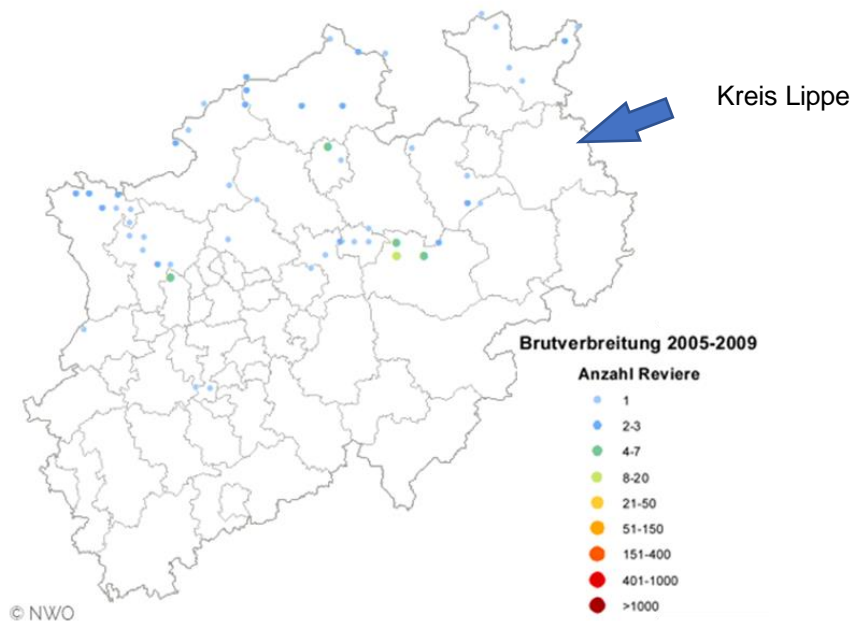 Kreis Lippe
Brutverbreitung 2005-2009
Anzahl Reviere
1
2-3
4-7
8-20
21-50
51-150
151-400
401-1000
>1000
© NWO